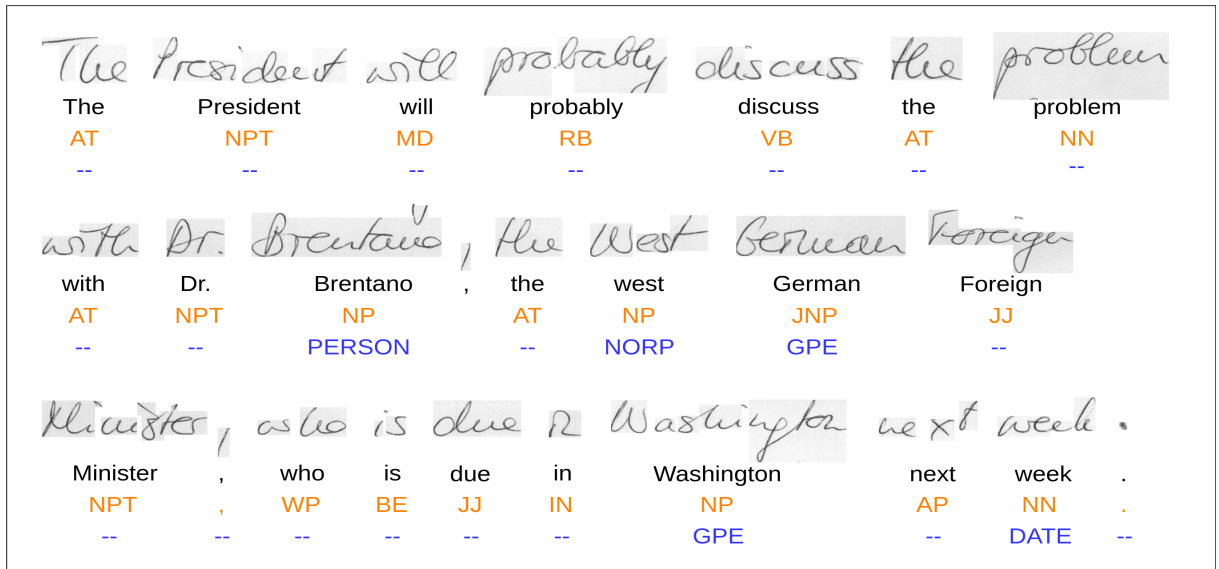 The President will probably discuss the problem
The President will probably discuss the problem
AT NPT MD RB VB AT NN
-- -- -- -- -- -- --
with Dr. Brentano , the West German Foreign
with Dr. Brentano , the west German Foreign
AT NPT NP AT NP JNP JJ
-- -- PERSON -- NORP GPE --
Minister , who is due in Washington next week .
Minister , who is due in Washington next week .
NPT , WP BE JJ IN NP AP NN .
-- -- -- -- -- -- GPE -- DATE --